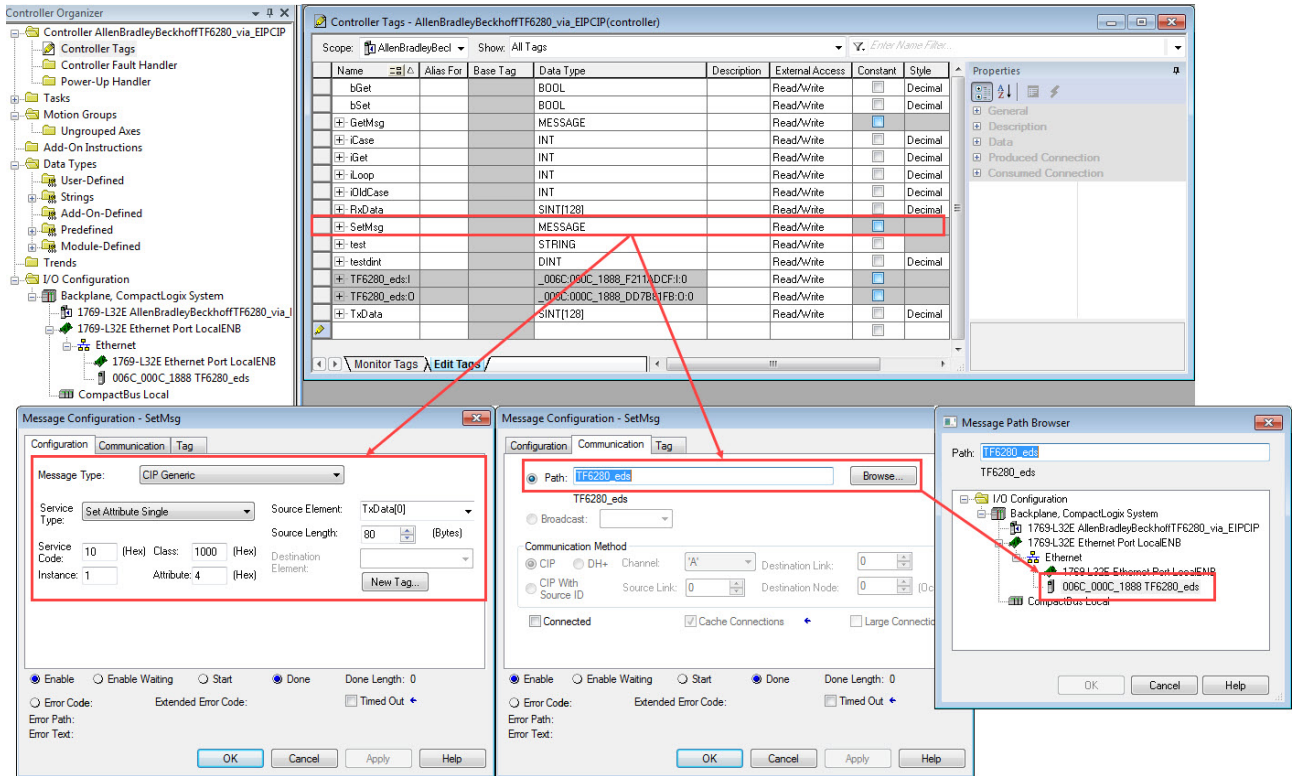 Controller Organizer
Controller AllenBradleyBeckhoffTF6280_via_EIPCIP
Controller Tags
Controller Fault Handler
Power-Up Handler
Tasks
Motion Groups
Ungrouped Axes
Add-On Instructions
Data Types
User-Defined
Strings
Add-On-Defined
Predefined
Module-Defined
Trends
I/O Configuration
Backplane, CompactLogix System
1769-L32E AllenBradleyBeckhoffTF6280_via_I
1769-L32E Ethernet Port LocalENB
Ethernet
1769-L32E Ethernet Port LocalENB
006C_000C_1888 TF6280_eds
CompactBus Local
Controller Tags - AllenBradleyBeckhoffTF6280_via_EIPCIP(controller)
Scope: AllenBradleyBecl Show: All Tags Enter Name Filter...
Name Alias For Base Tag Data Type Description External Access Constant Style
bGet BOOL Read/Write Decimal
bSet BOOL Read/Write Decimal
GetMsg MESSAGE Read/Write
iCase INT Read/Write Decimal
iGet INT Read/Write Decimal
iLoop INT Read/Write Decimal
iOldCase INT Read/Write Decimal
RxData SINT[128] Read/Write Decimal
SetMsg MESSAGE Read/Write
test STRING Read/Write
testdint DINT Read/Write Decimal
TF6280_eds:I _006C:000C_1888_F211ADCF:I:0 Read/Write
TF6280_eds:O _006C:000C_1888_DD7B81FB:O:0 Read/Write
TxData SINT[128] Read/Write Decimal
Monitor Tags Edit Tags
Properties
General
Description
Data
Produced Connection
Consumed Connection
Message Configuration - SetMsg
Configuration Communication Tag
Message Type: CIP Generic
Service Type: Set Attribute Single Source Element: TxData[0]
Source Length: 80 (Bytes)
Service Code: 10 (Hex) Class: 1000 (Hex) Destination Element:
Instance: 1 Attribute: 4 (Hex)
New Tag...
Enable Enable Waiting Start Done Done Length: 0
Error Code: Extended Error Code: Timed Out
Error Path:
Error Text:
OK Cancel Apply Help
Message Configuration - SetMsg
Configuration Communication Tag
Path: TF6280_eds Browse...
TF6280_eds
Broadcast:
Communication Method
CIP DH+ Channel: 'A' Destination Link: 0
CIP With Source ID Source Link: 0 Destination Node: 0 (Oc
Connected Cache Connections Large Connectio
Enable Enable Waiting Start Done Done Length: 0
Error Code: Extended Error Code: Timed Out
Error Path:
Error Text:
OK Cancel Apply Help
Message Path Browser
Path: TF6280_eds
TF6280_eds
I/O Configuration
Backplane, CompactLogix System
1769-L32E AllenBradleyBeckhoffTF6280_via_EIPCIP
1769-L32E Ethernet Port LocalENB
Ethernet
1769-L32E Ethernet Port LocalENB
006C_000C_1888 TF6280_eds
CompactBus Local
OK Cancel Help